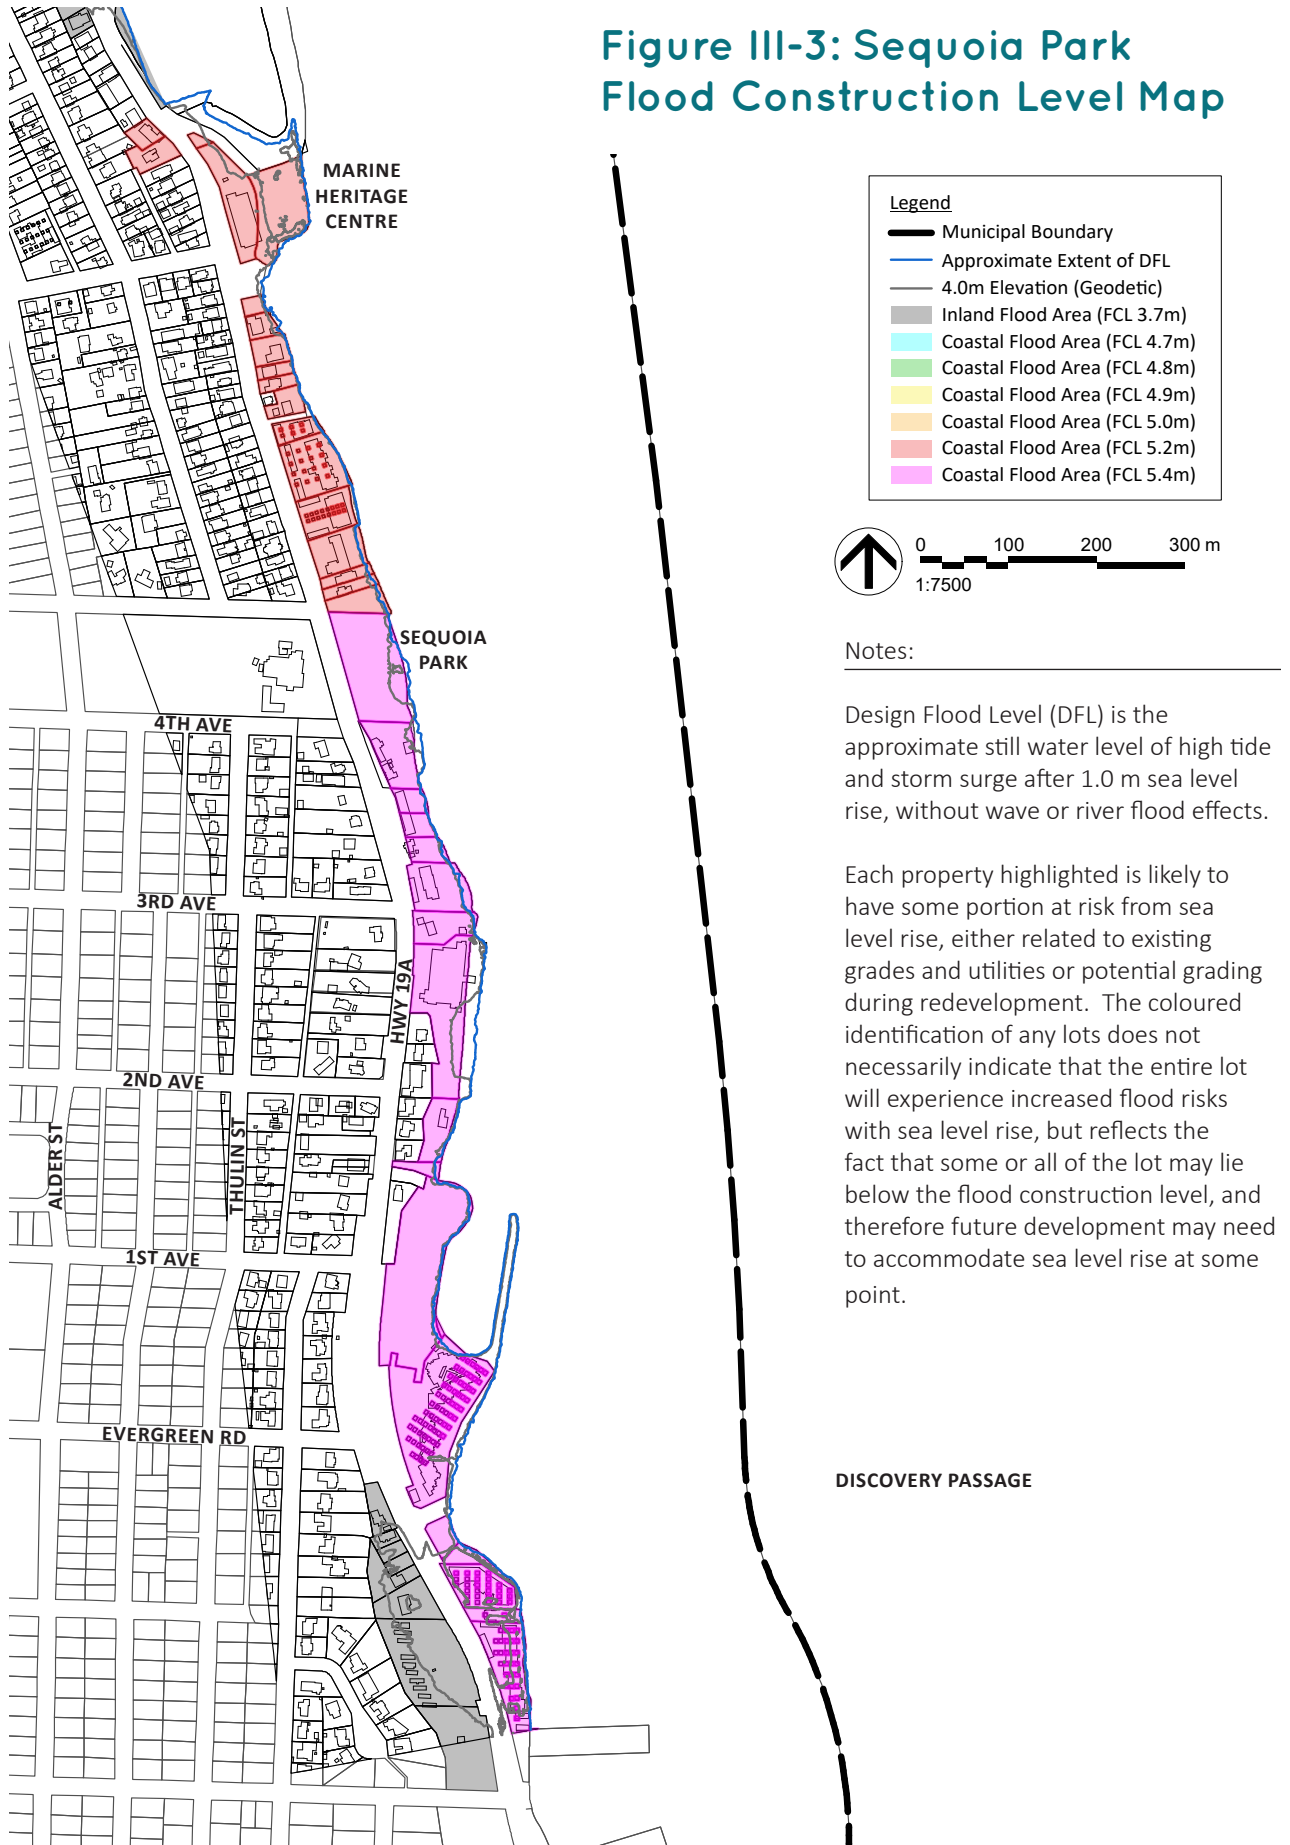 Figure III-3: Sequoia Park
Flood Construction Level Map
MARINE
HERITAGE
CENTRE
Legend
Municipal Boundary
Approximate Extent of DFL
4.0m Elevation (Geodetic)
Inland Flood Area (FCL 3.7m)
Coastal Flood Area (FCL 4.7m)
Coastal Flood Area (FCL 4.8m)
Coastal Flood Area (FCL 4.9m)
Coastal Flood Area (FCL 5.0m)
Coastal Flood Area (FCL 5.2m)
Coastal Flood Area (FCL 5.4m)
0 100 200 300 m
1:7500
SEQUOIA
PARK
Notes:
Design Flood Level (DFL) is the
approximate still water level of high tide
and storm surge after 1.0 m sea level
rise, without wave or river flood effects.
Each property highlighted is likely to
have some portion at risk from sea
level rise, either related to existing
grades and utilities or potential grading
during redevelopment.  The coloured
identification of any lots does not
necessarily indicate that the entire lot
will experience increased flood risks
with sea level rise, but reflects the
fact that some or all of the lot may lie
below the flood construction level, and
therefore future development may need
to accommodate sea level rise at some
point.
4TH AVE
3RD AVE
HWY 19A
2ND AVE
ALDER ST
THULIN ST
1ST AVE
EVERGREEN RD
DISCOVERY PASSAGE